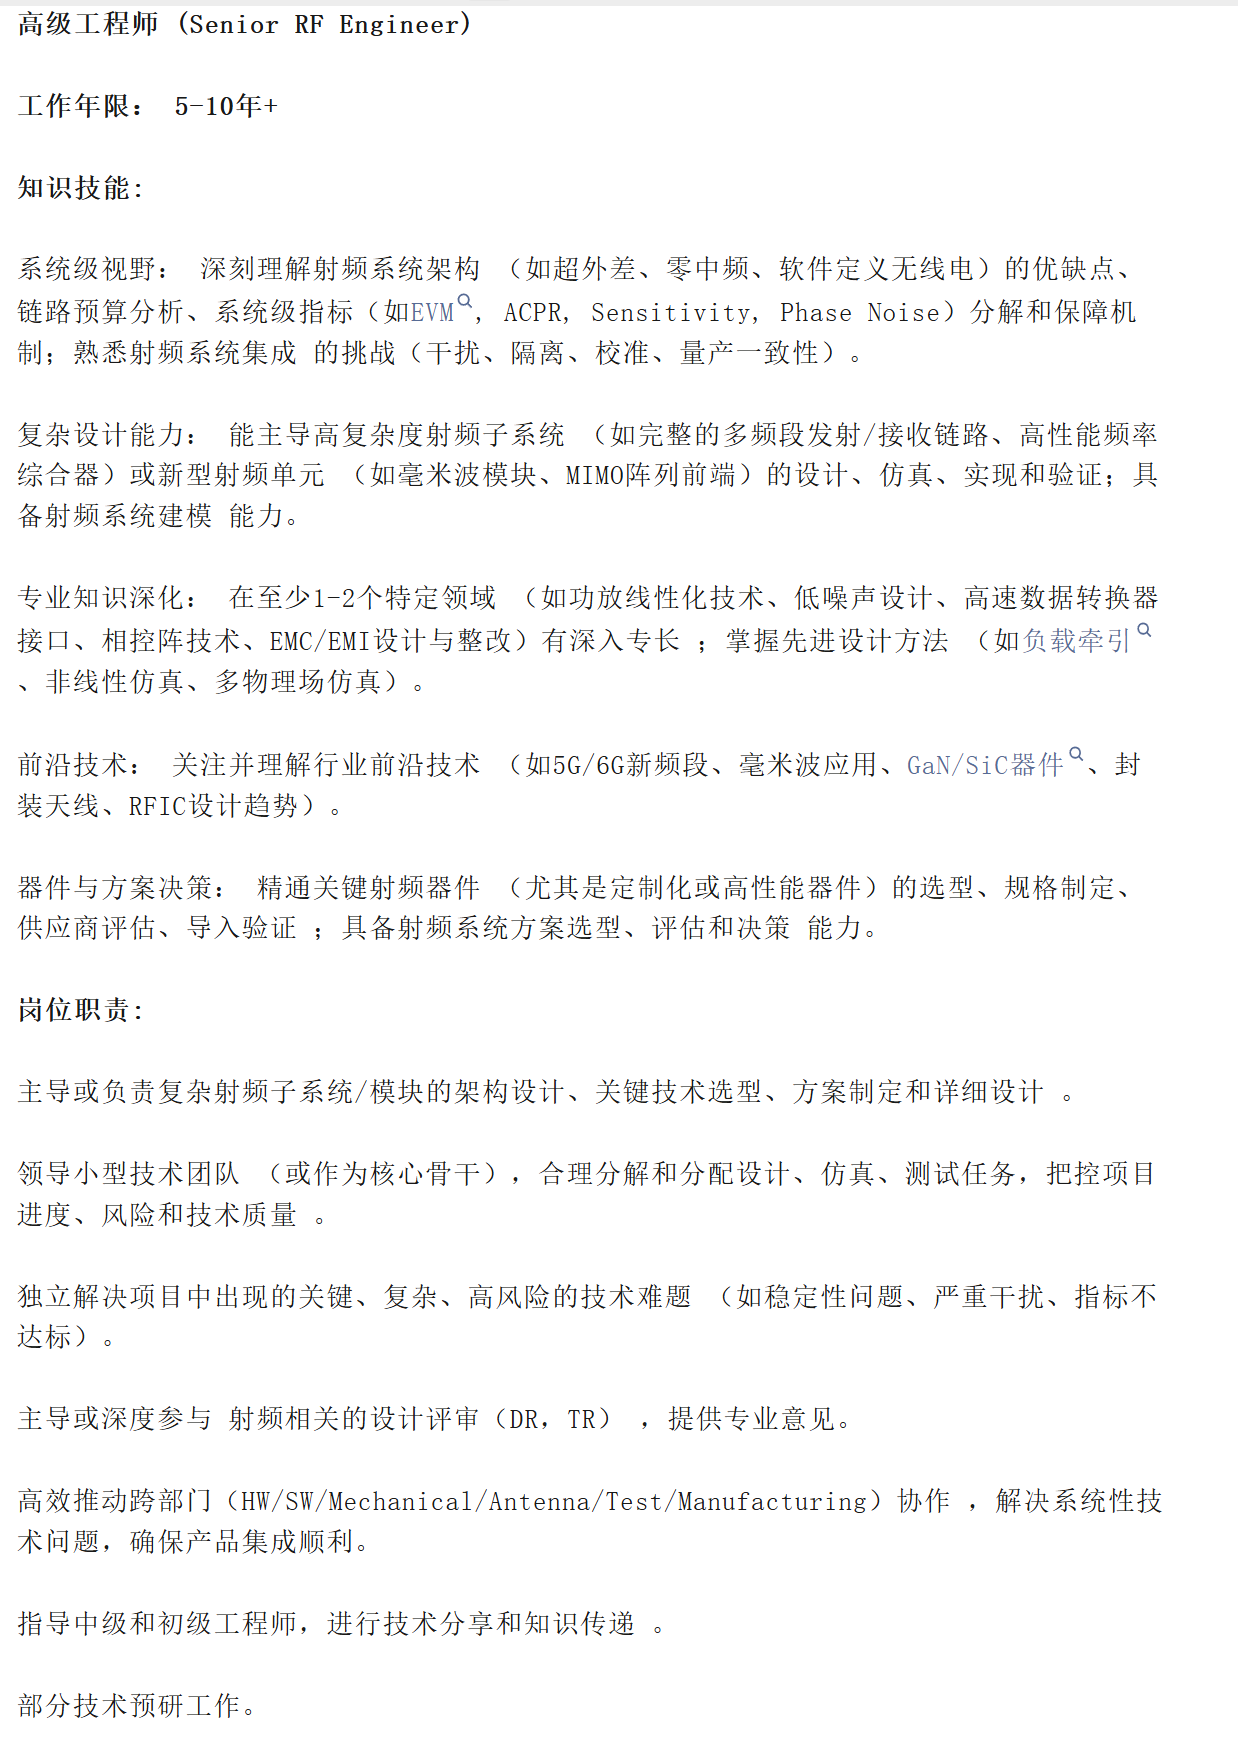 高级工程师 (Senior RF Engineer)
工作年限： 5-10年+
知识技能:
系统级视野： 深刻理解射频系统架构 （如超外差、零中频、软件定义无线电）的优缺点、
链路预算分析、系统级指标（如EVM, ACPR, Sensitivity, Phase Noise）分解和保障机
制；熟悉射频系统集成 的挑战（干扰、隔离、校准、量产一致性）。
复杂设计能力： 能主导高复杂度射频子系统 （如完整的多频段发射/接收链路、高性能频率
综合器）或新型射频单元 （如毫米波模块、MIMO阵列前端）的设计、仿真、实现和验证；具
备射频系统建模 能力。
专业知识深化： 在至少1-2个特定领域 （如功放线性化技术、低噪声设计、高速数据转换器
接口、相控阵技术、EMC/EMI设计与整改）有深入专长 ；掌握先进设计方法 （如负载牵引
、非线性仿真、多物理场仿真）。
前沿技术： 关注并理解行业前沿技术 （如5G/6G新频段、毫米波应用、GaN/SiC器件、封
装天线、RFIC设计趋势）。
器件与方案决策： 精通关键射频器件 （尤其是定制化或高性能器件）的选型、规格制定、
供应商评估、导入验证 ；具备射频系统方案选型、评估和决策 能力。
岗位职责:
主导或负责复杂射频子系统/模块的架构设计、关键技术选型、方案制定和详细设计 。
领导小型技术团队 （或作为核心骨干），合理分解和分配设计、仿真、测试任务，把控项目
进度、风险和技术质量 。
独立解决项目中出现的关键、复杂、高风险的技术难题 （如稳定性问题、严重干扰、指标不
达标）。
主导或深度参与 射频相关的设计评审（DR，TR） ，提供专业意见。
高效推动跨部门（HW/SW/Mechanical/Antenna/Test/Manufacturing）协作 ，解决系统性技
术问题，确保产品集成顺利。
指导中级和初级工程师，进行技术分享和知识传递 。
部分技术预研工作。